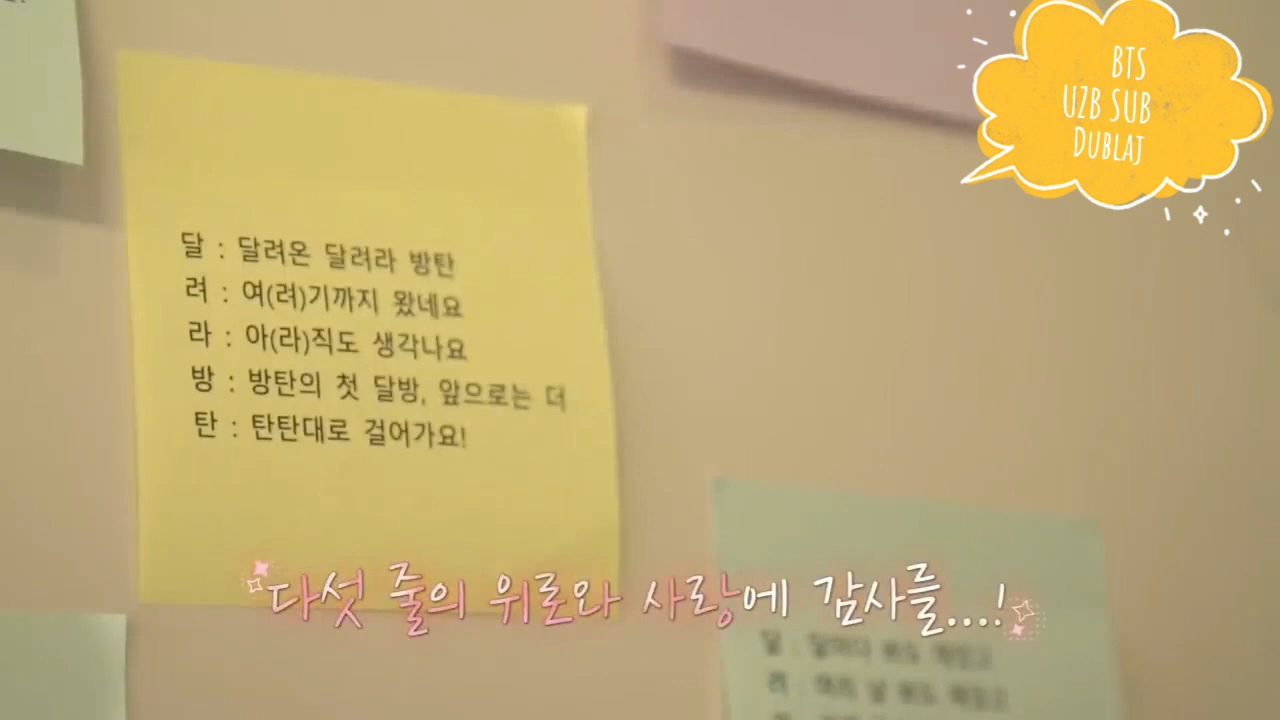 BTS
UZB SUB
DUBLAJ
달 : 달려온 달려라 방탄
려 : 여(려)기까지 왔네요
라 : 아(라)직도 생각나요
방 : 방탄의 첫 달방, 앞으로는 더
탄 : 탄탄대로 걸어가요!
다섯 줄의 위로와 사랑에 감사를...!